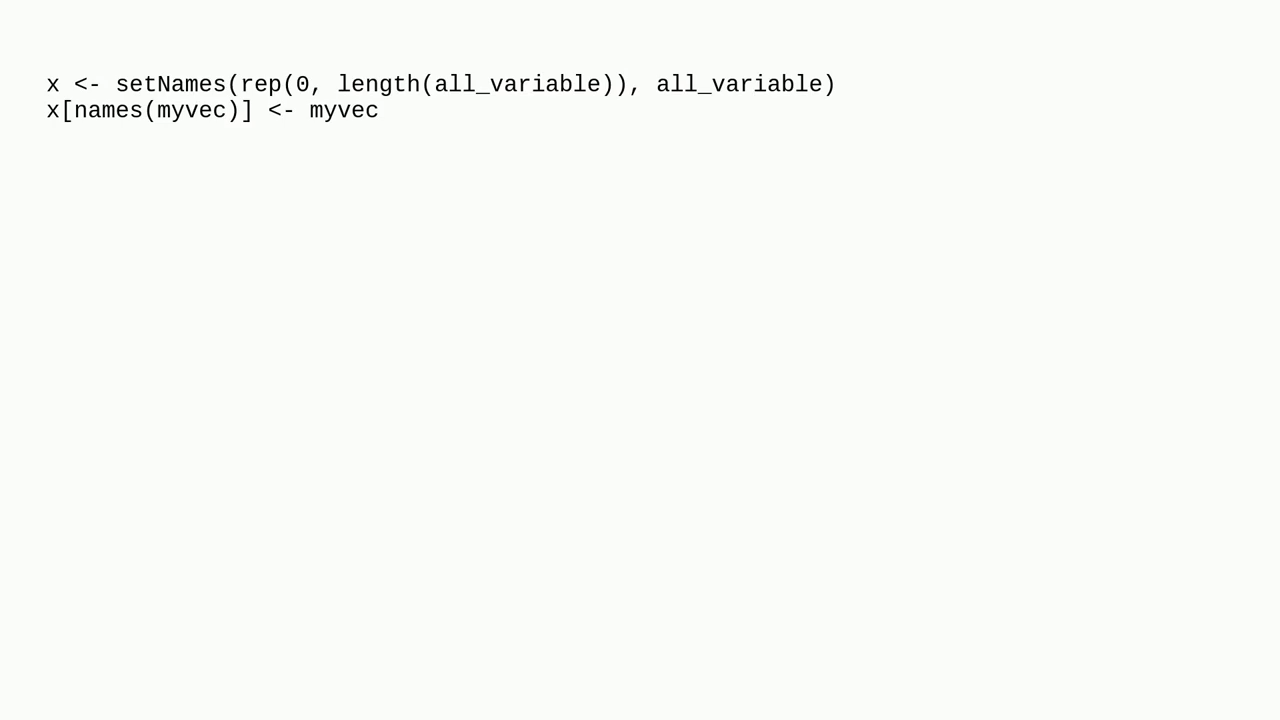 x <- setNames(rep(0, length(all_variable)), all_variable)
x[names(myvec)] <- myvec